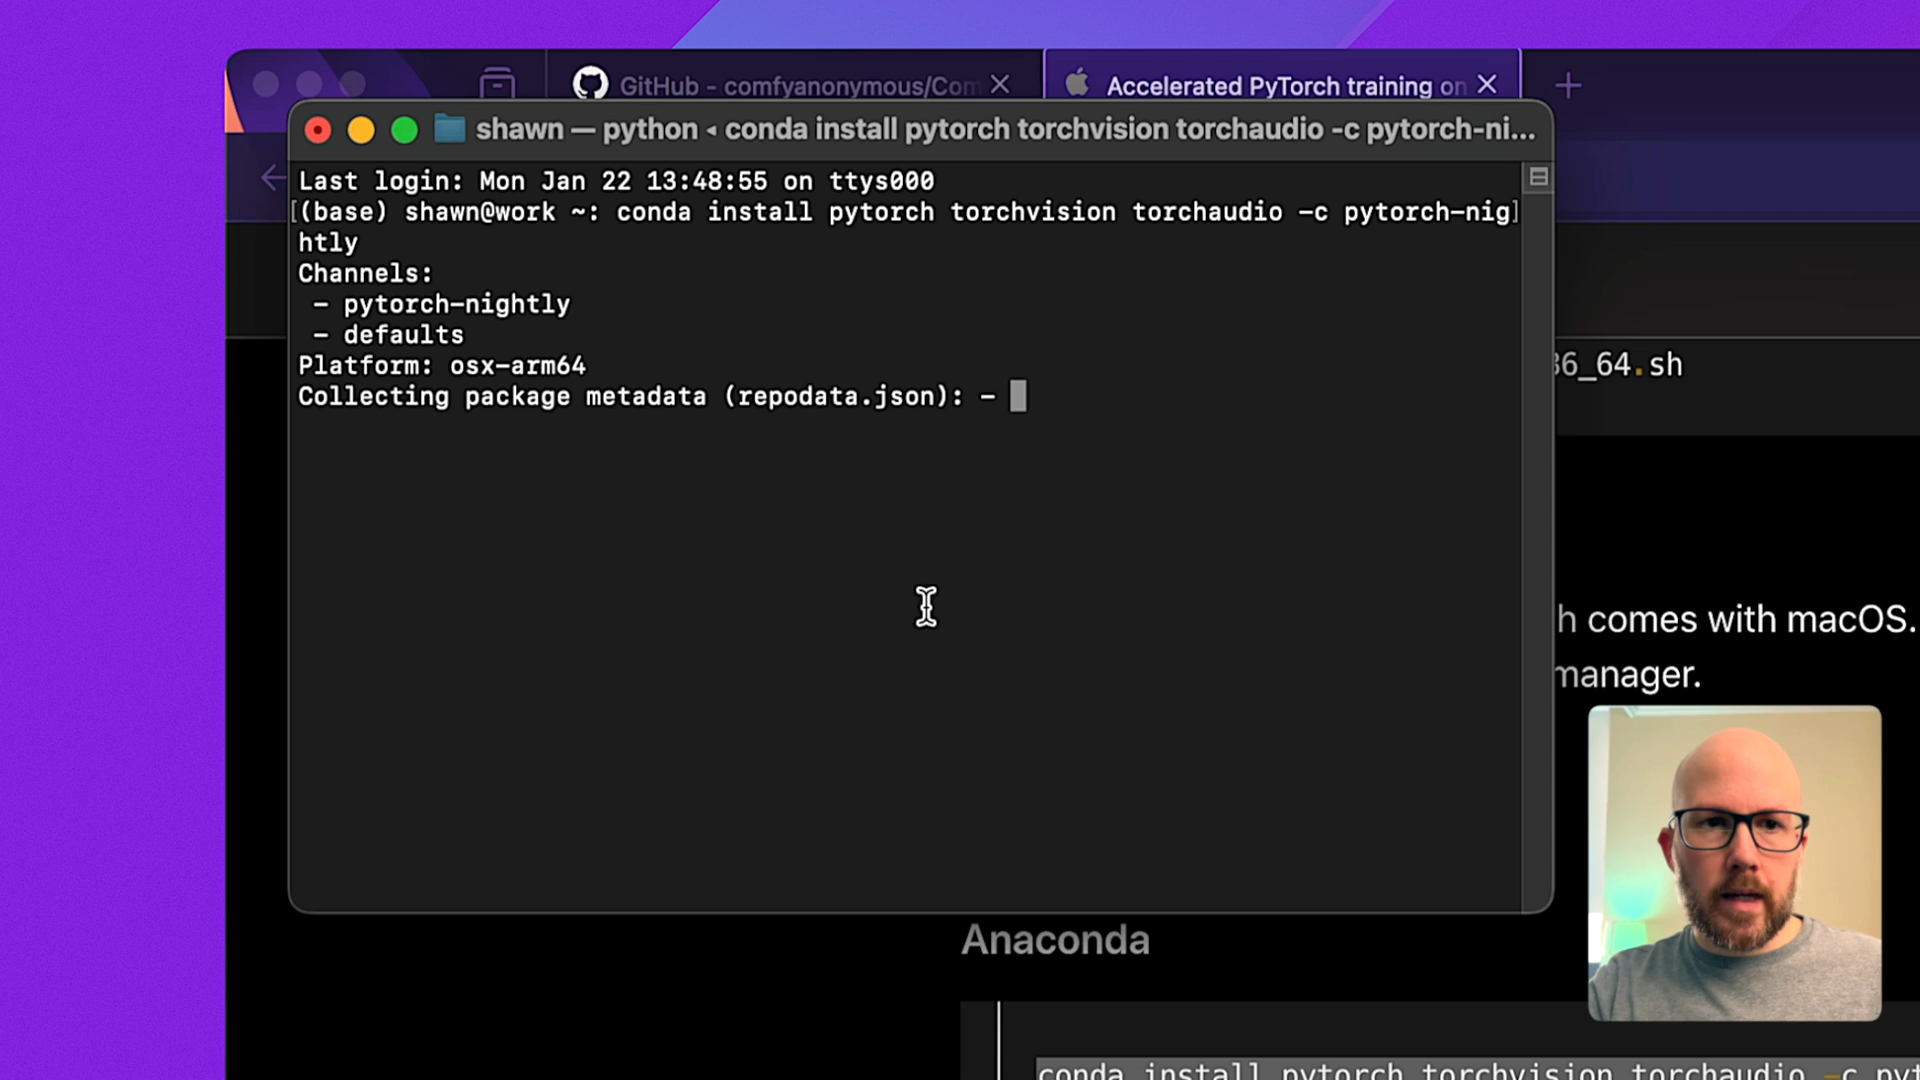 GitHub - comfyanonymous/Com
Accelerated PyTorch training on
shawn — python ◂ conda install pytorch torchvision torchaudio -c pytorch-ni...
Last login: Mon Jan 22 13:48:55 on ttys000
[(base) shawn@work ~: conda install pytorch torchvision torchaudio -c pytorch-nig]
htly
Channels:
- pytorch-nightly
- defaults
Platform: osx-arm64
Collecting package metadata (repodata.json): -
86_64.sh
h comes with macOS.
manager.
Anaconda
conda install pytorch torchvision torchaudio -c pyt